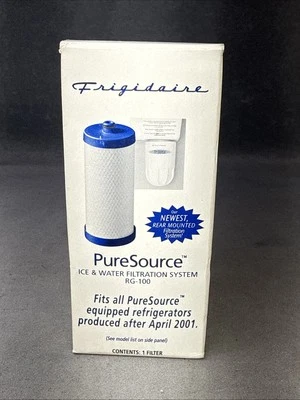 Frigidaire
Our
NEWEST,
REAR MOUNTED
Filtration
System!
PureSource™
ICE & WATER FILTRATION SYSTEM
RG-100
Fits all PureSource™
equipped refrigerators
produced after April 2001.
(See model list on side panel)
CONTENTS: 1 FILTER